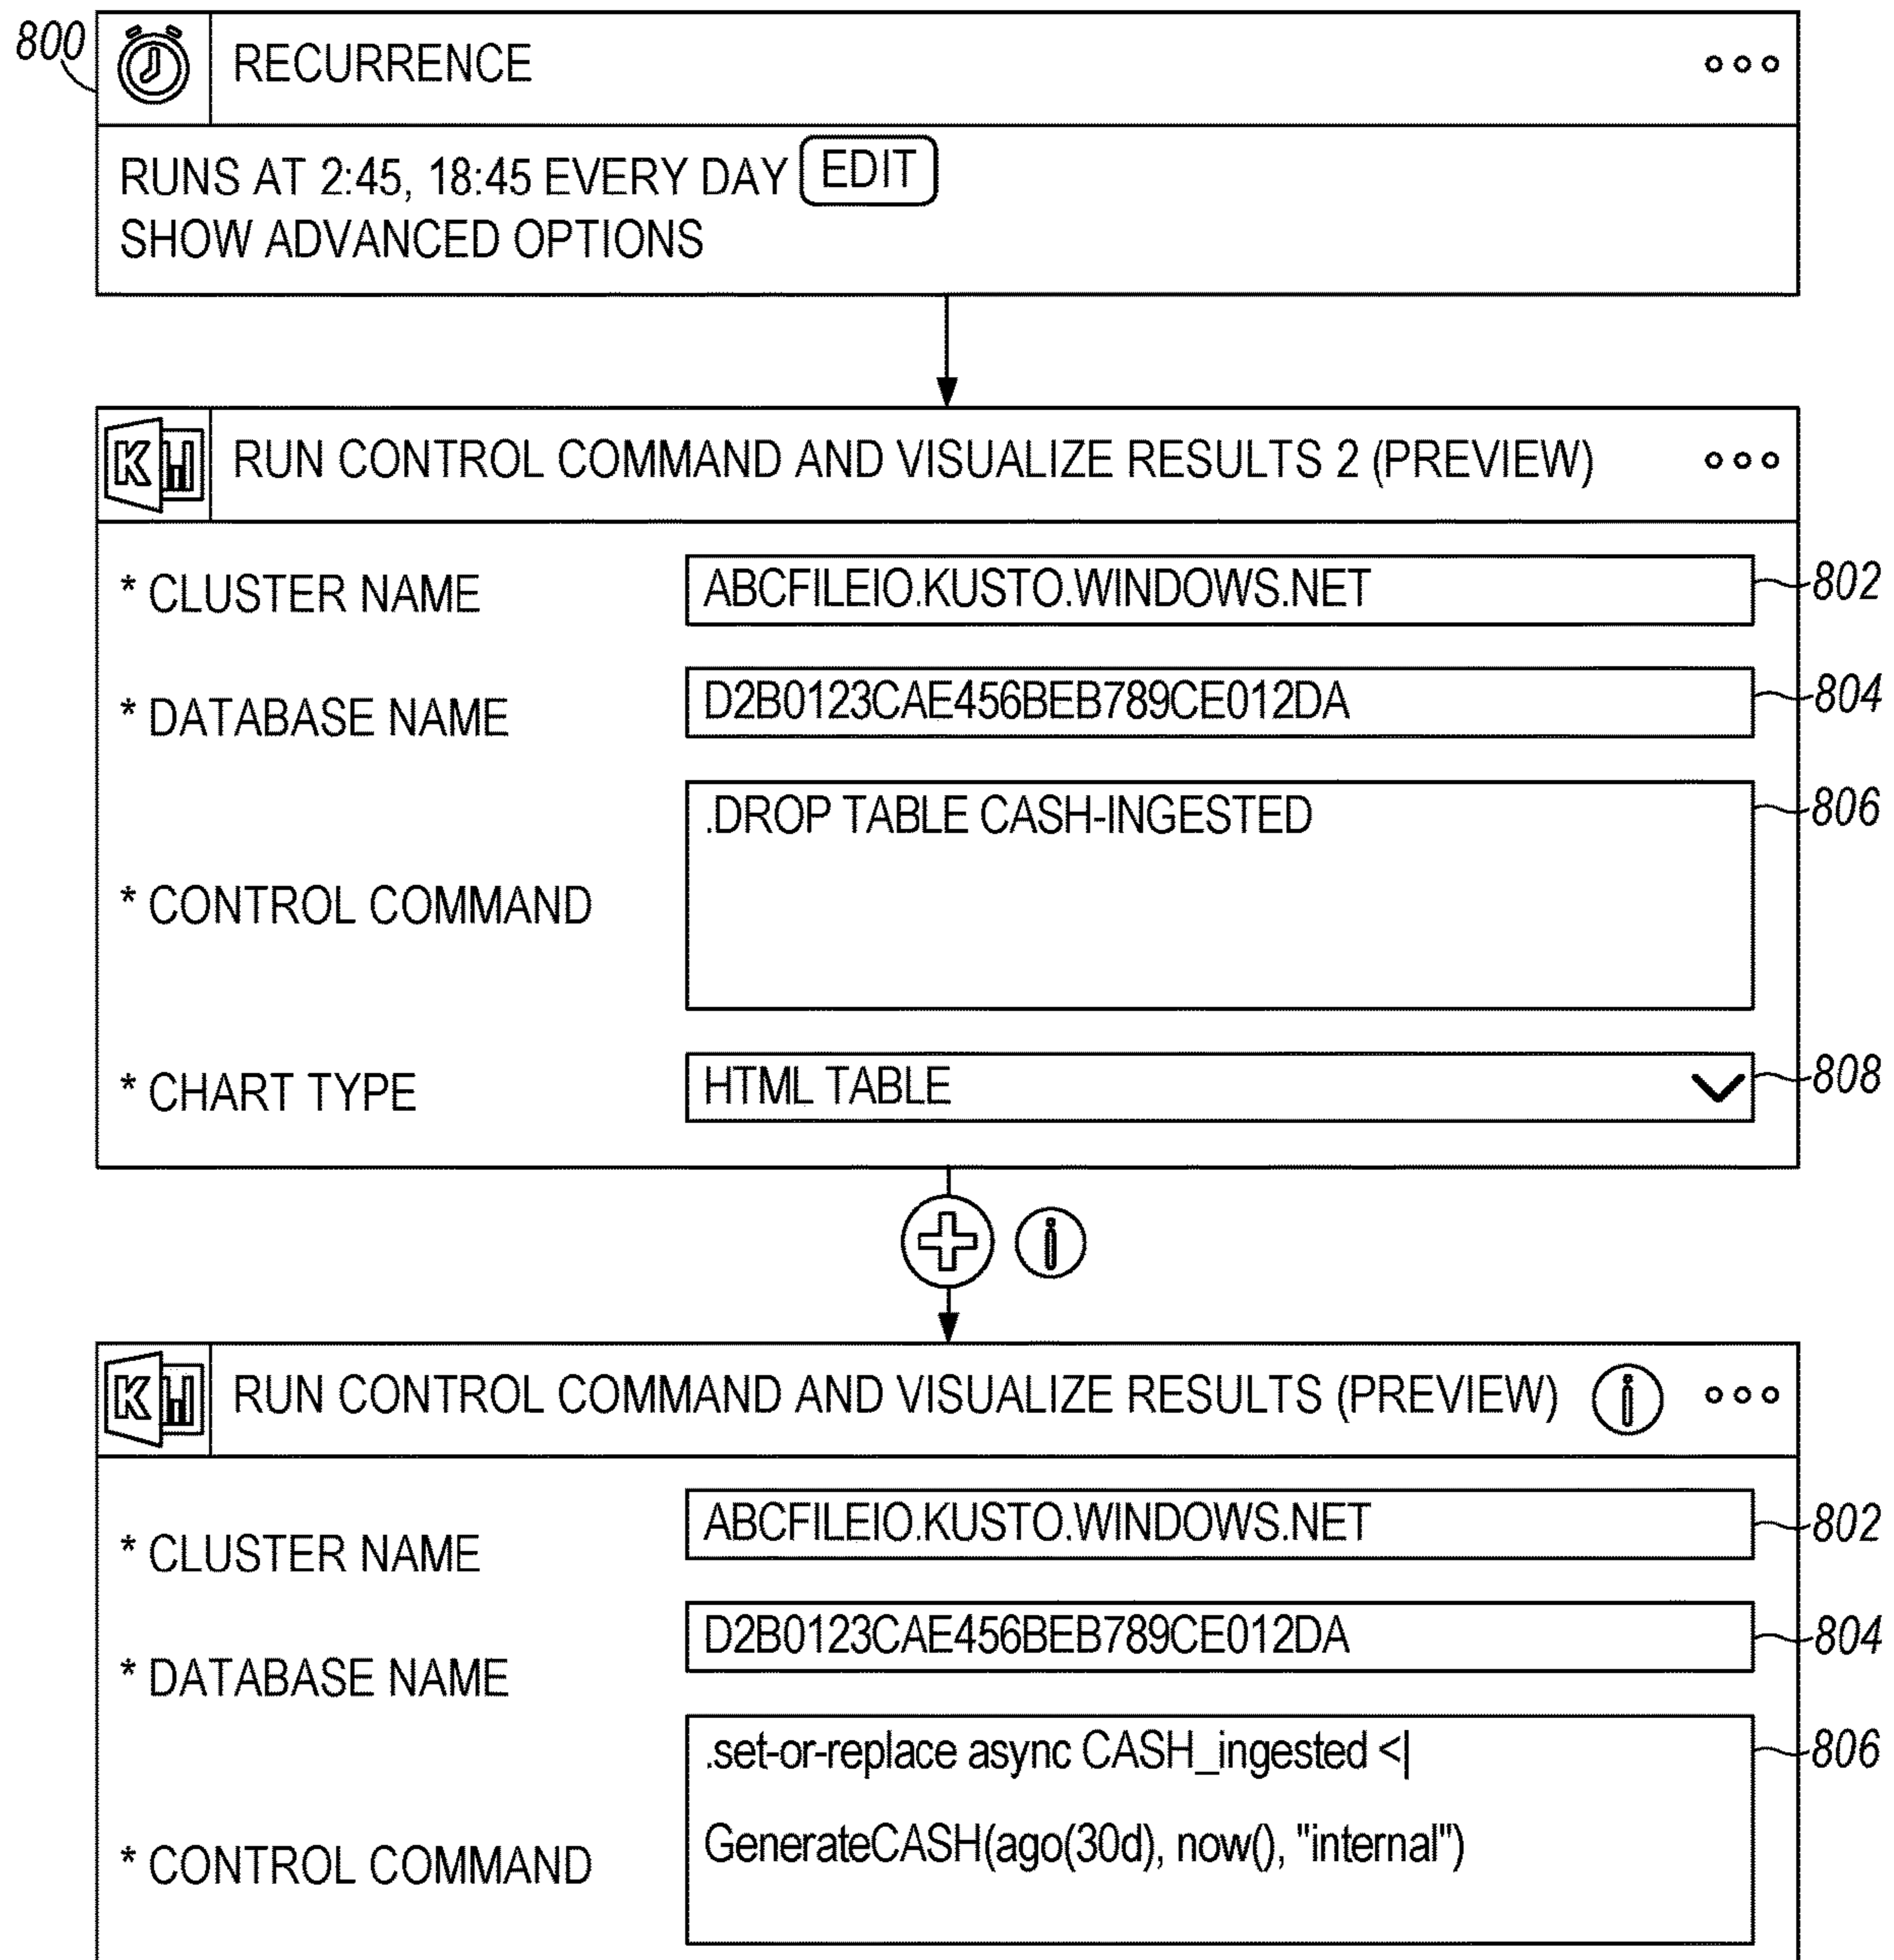 800
RECURRENCE
RUNS AT 2:45, 18:45 EVERY DAY EDIT
SHOW ADVANCED OPTIONS
K RUN CONTROL COMMAND AND VISUALIZE RESULTS 2 (PREVIEW)
* CLUSTER NAME ABCFILEIO.KUSTO.WINDOWS.NET 802
* DATABASE NAME D2B0123CAE456BEB789CE012DA 804
.DROP TABLE CASH-INGESTED 806
* CONTROL COMMAND
* CHART TYPE HTML TABLE 808
i
K RUN CONTROL COMMAND AND VISUALIZE RESULTS (PREVIEW) i
* CLUSTER NAME ABCFILEIO.KUSTO.WINDOWS.NET 802
* DATABASE NAME D2B0123CAE456BEB789CE012DA 804
.set-or-replace async CASH_ingested <| 806
GenerateCASH(ago(30d), now(), "internal")
* CONTROL COMMAND